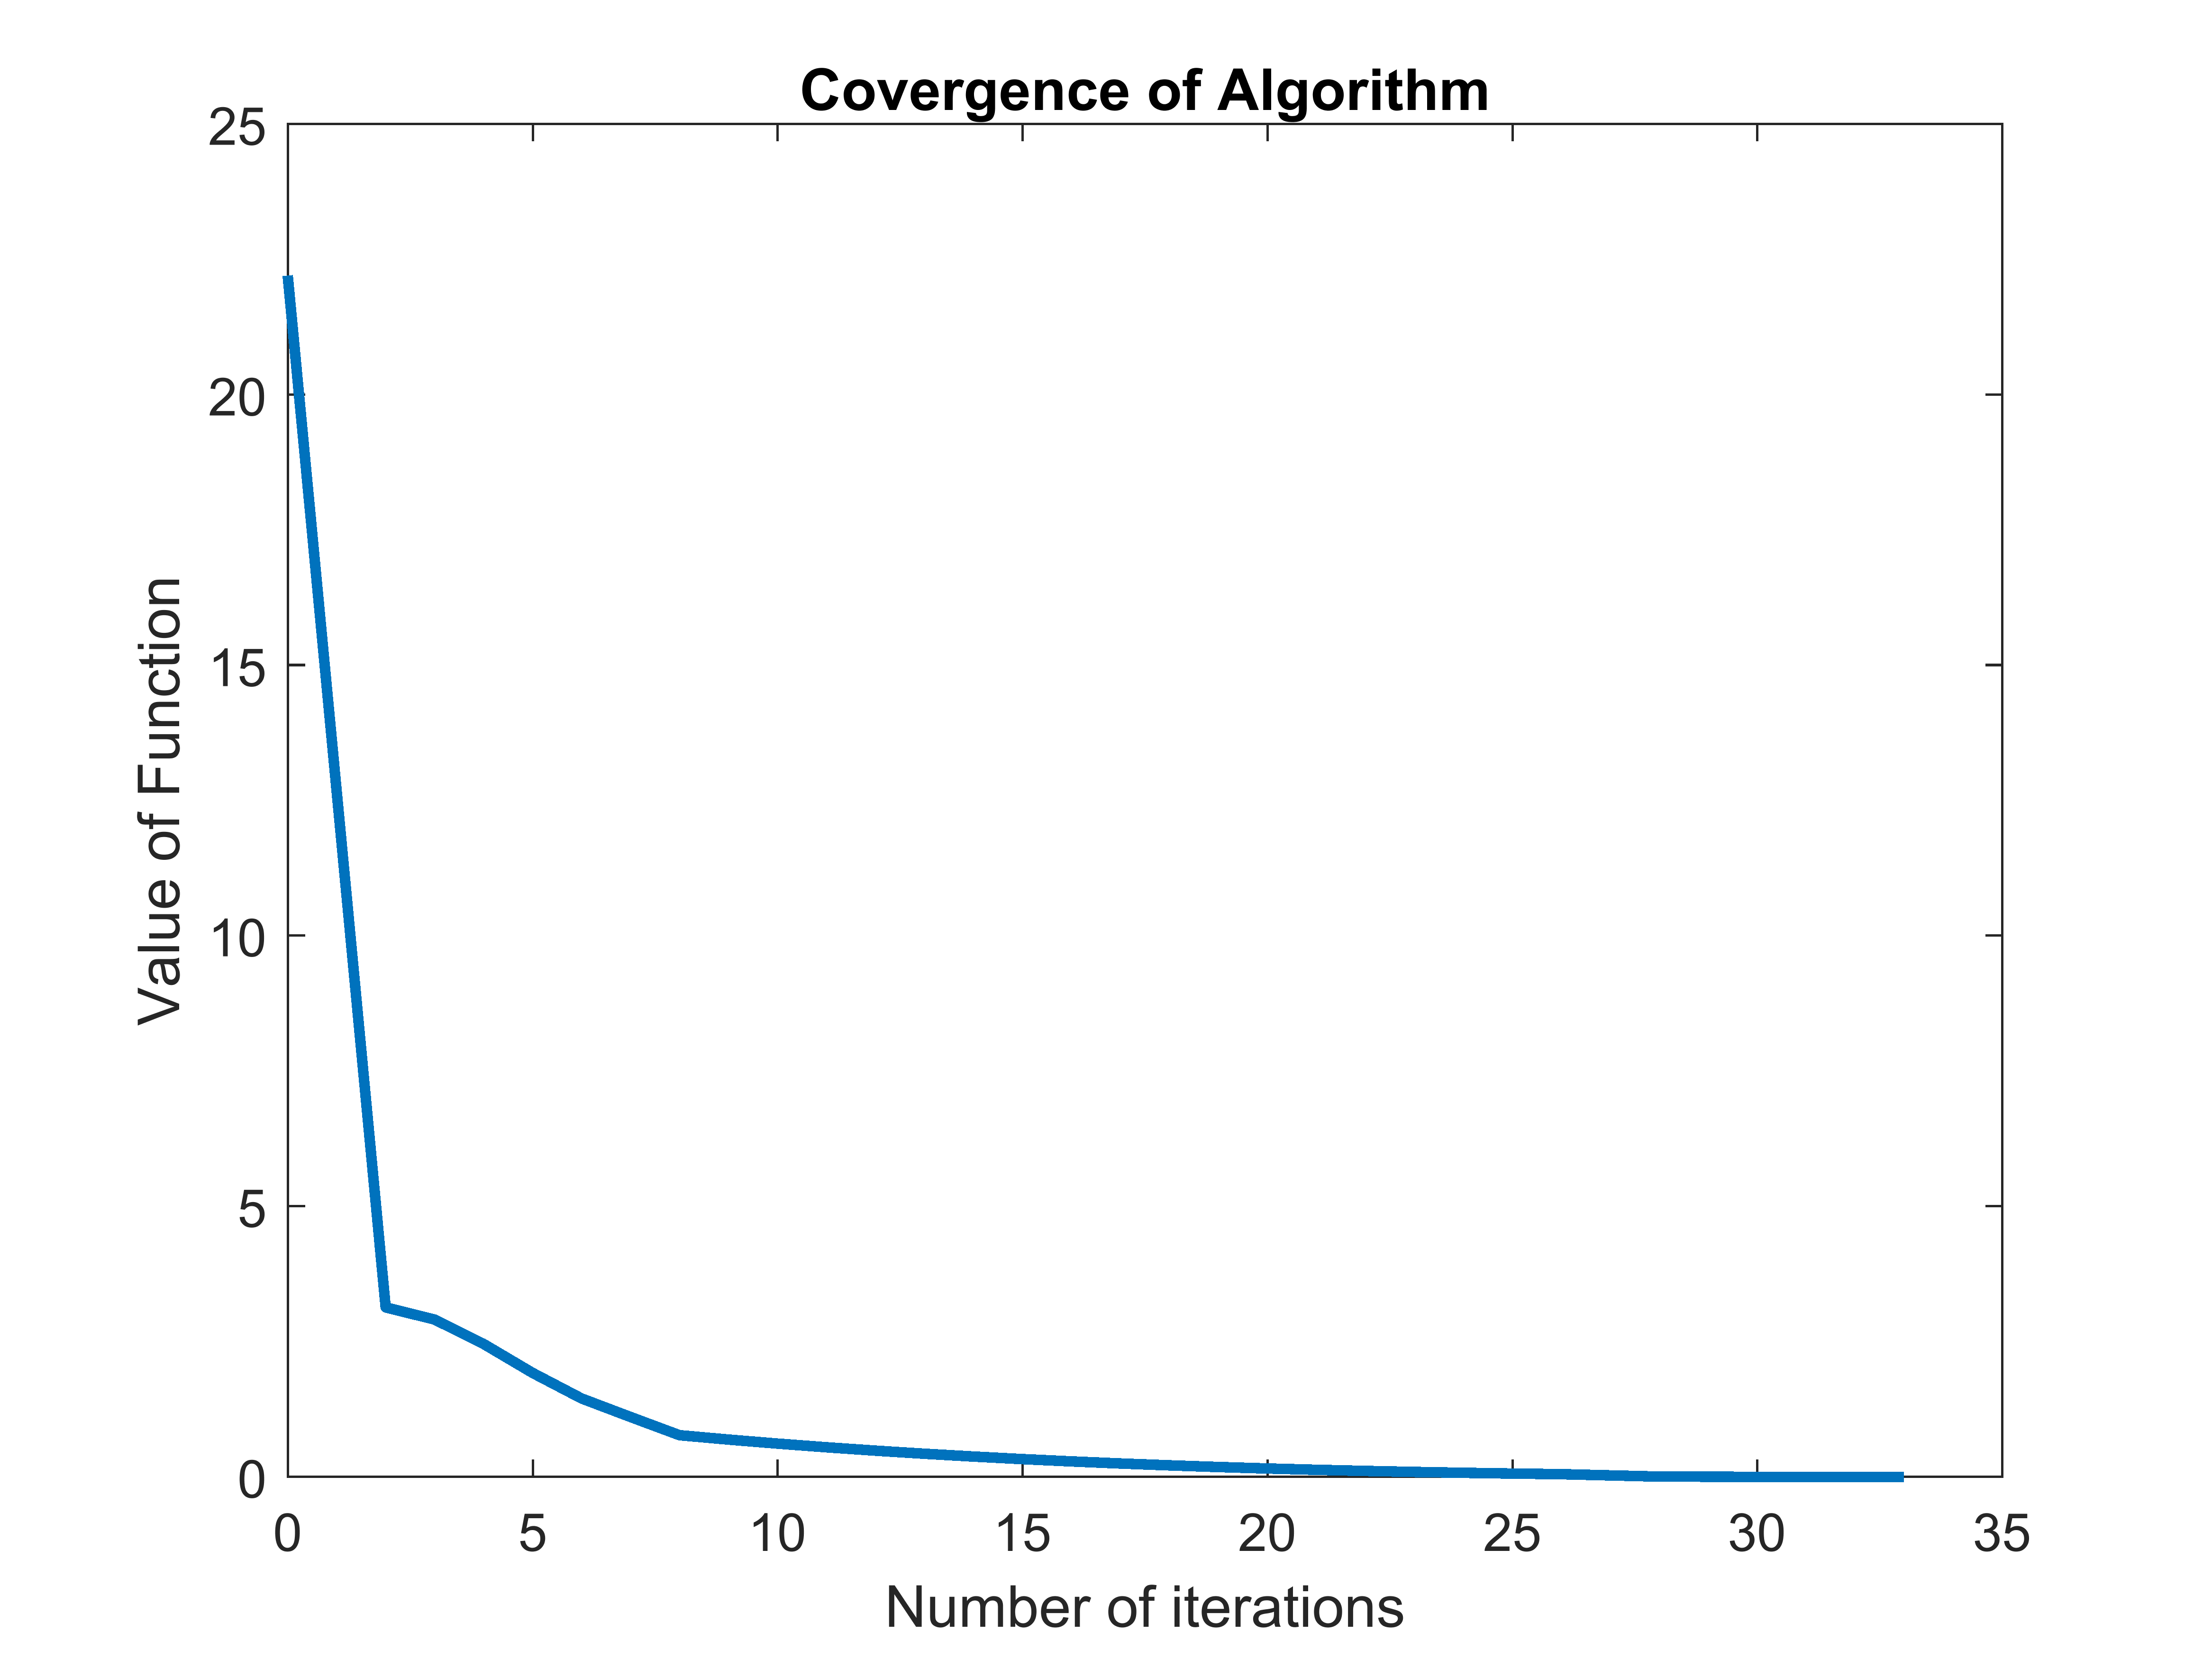 Covergence of Algorithm
25
20
15
10
5
0
Value of Function
0 5 10 15 20 25 30 35
Number of iterations